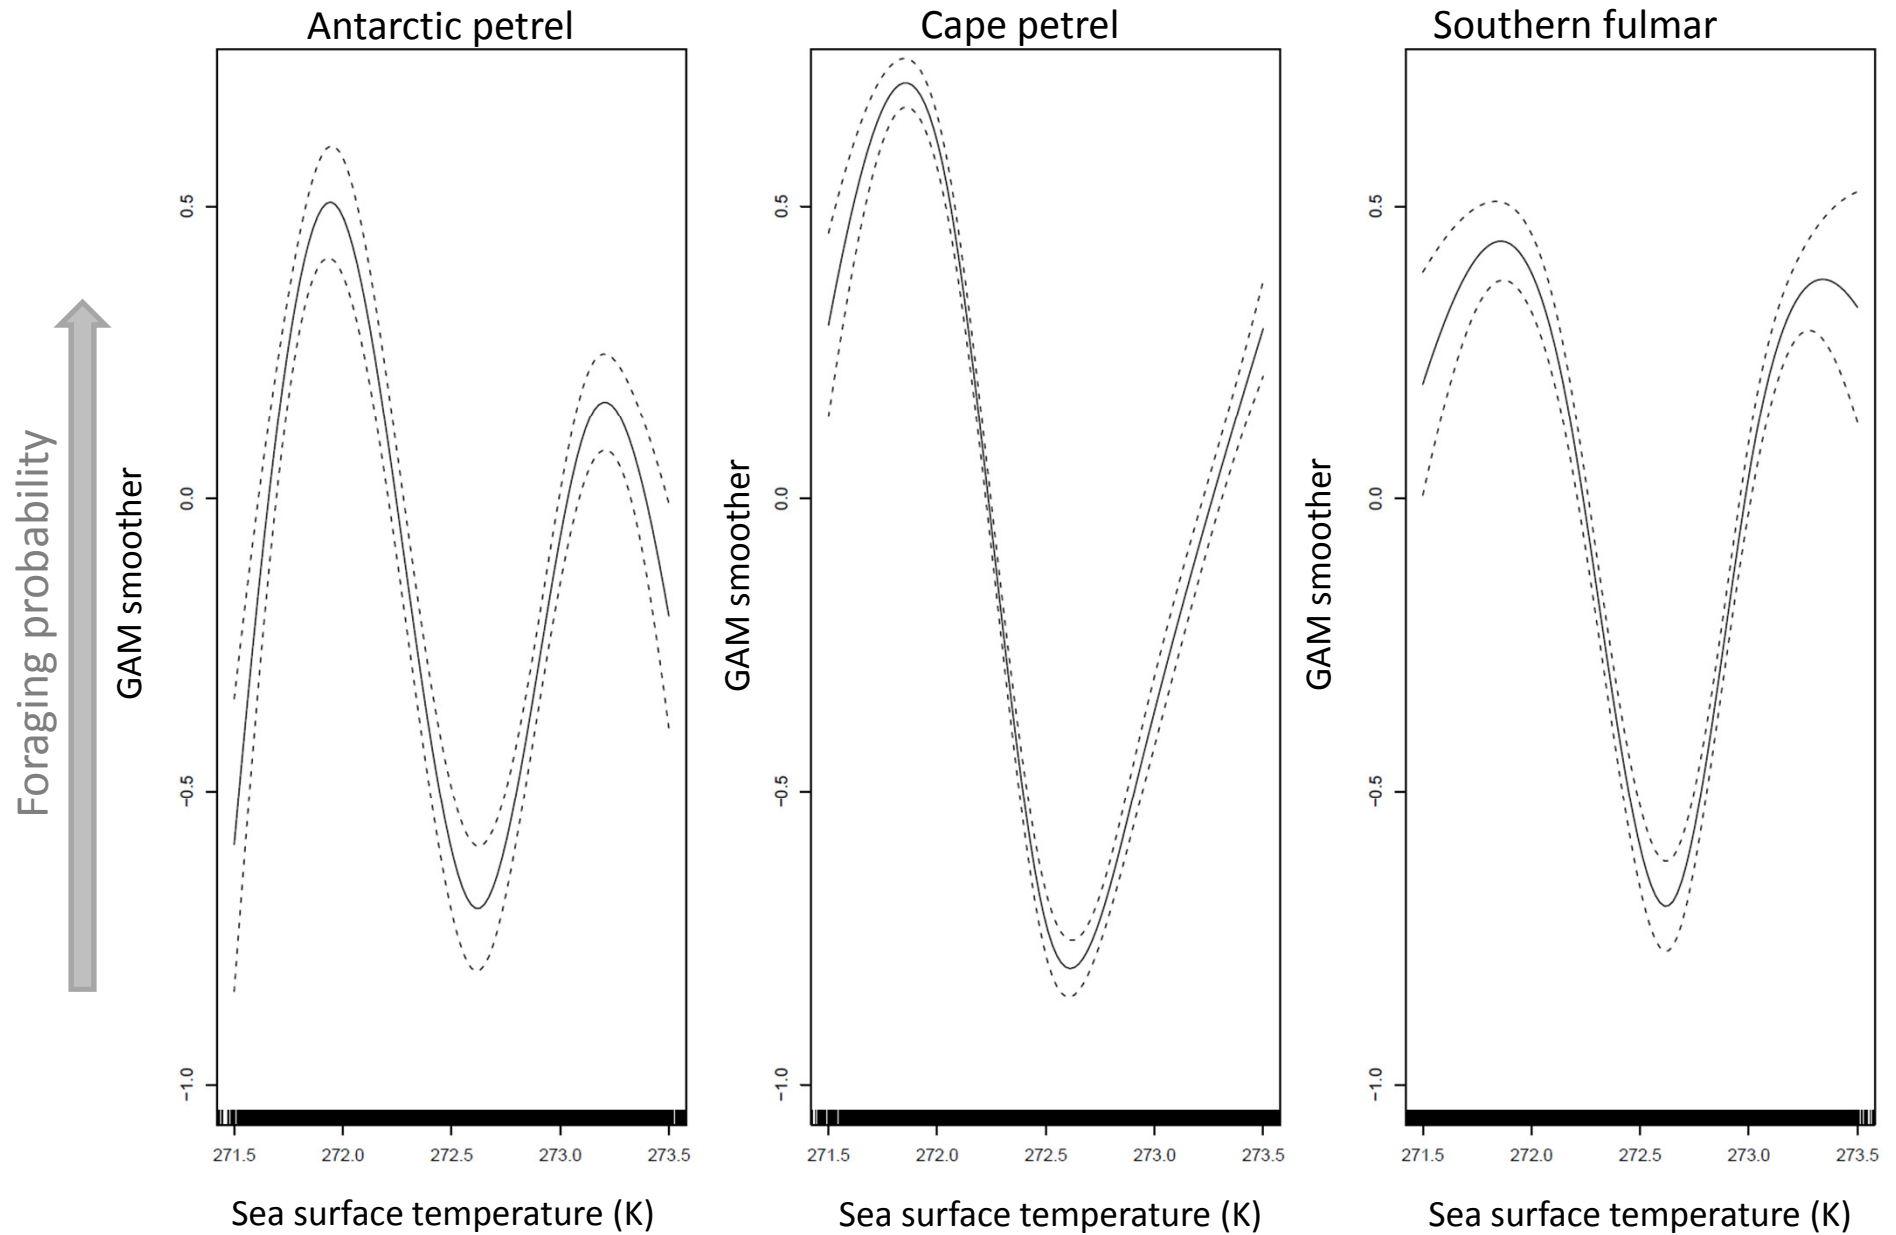 Antarctic petrel
Cape petrel
Southern fulmar
Foraging probability
GAM smoother
0.5
0.0
−0.5
−1.0
271.5 272.0 272.5 273.0 273.5
Sea surface temperature (K)
GAM smoother
0.5
0.0
−0.5
−1.0
271.5 272.0 272.5 273.0 273.5
Sea surface temperature (K)
GAM smoother
0.5
0.0
−0.5
−1.0
271.5 272.0 272.5 273.0 273.5
Sea surface temperature (K)